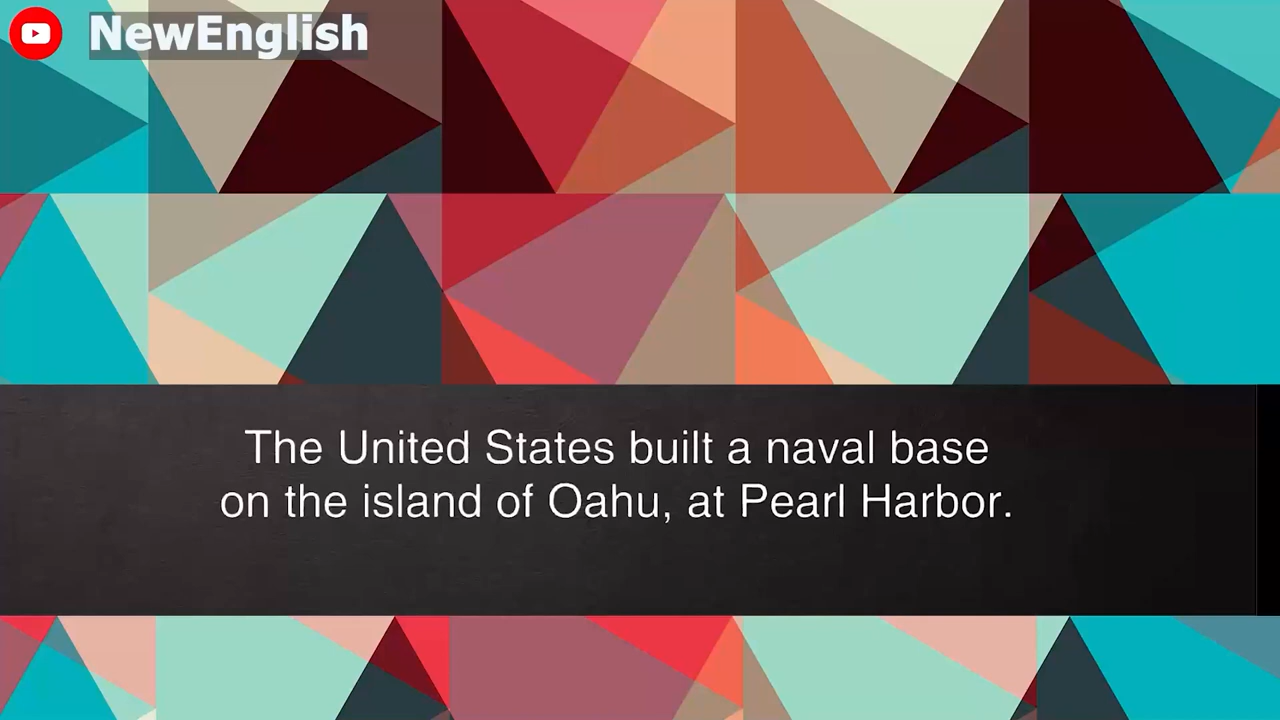 NewEnglish
The United States built a naval base
on the island of Oahu, at Pearl Harbor.